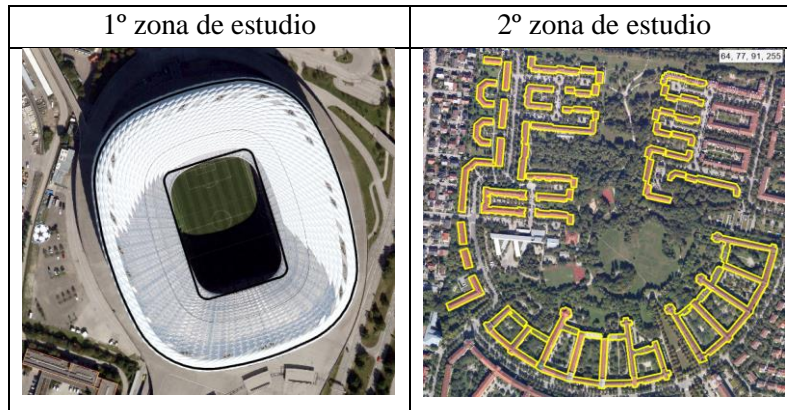 1º zona de estudio
2º zona de estudio
64, 77, 91, 255